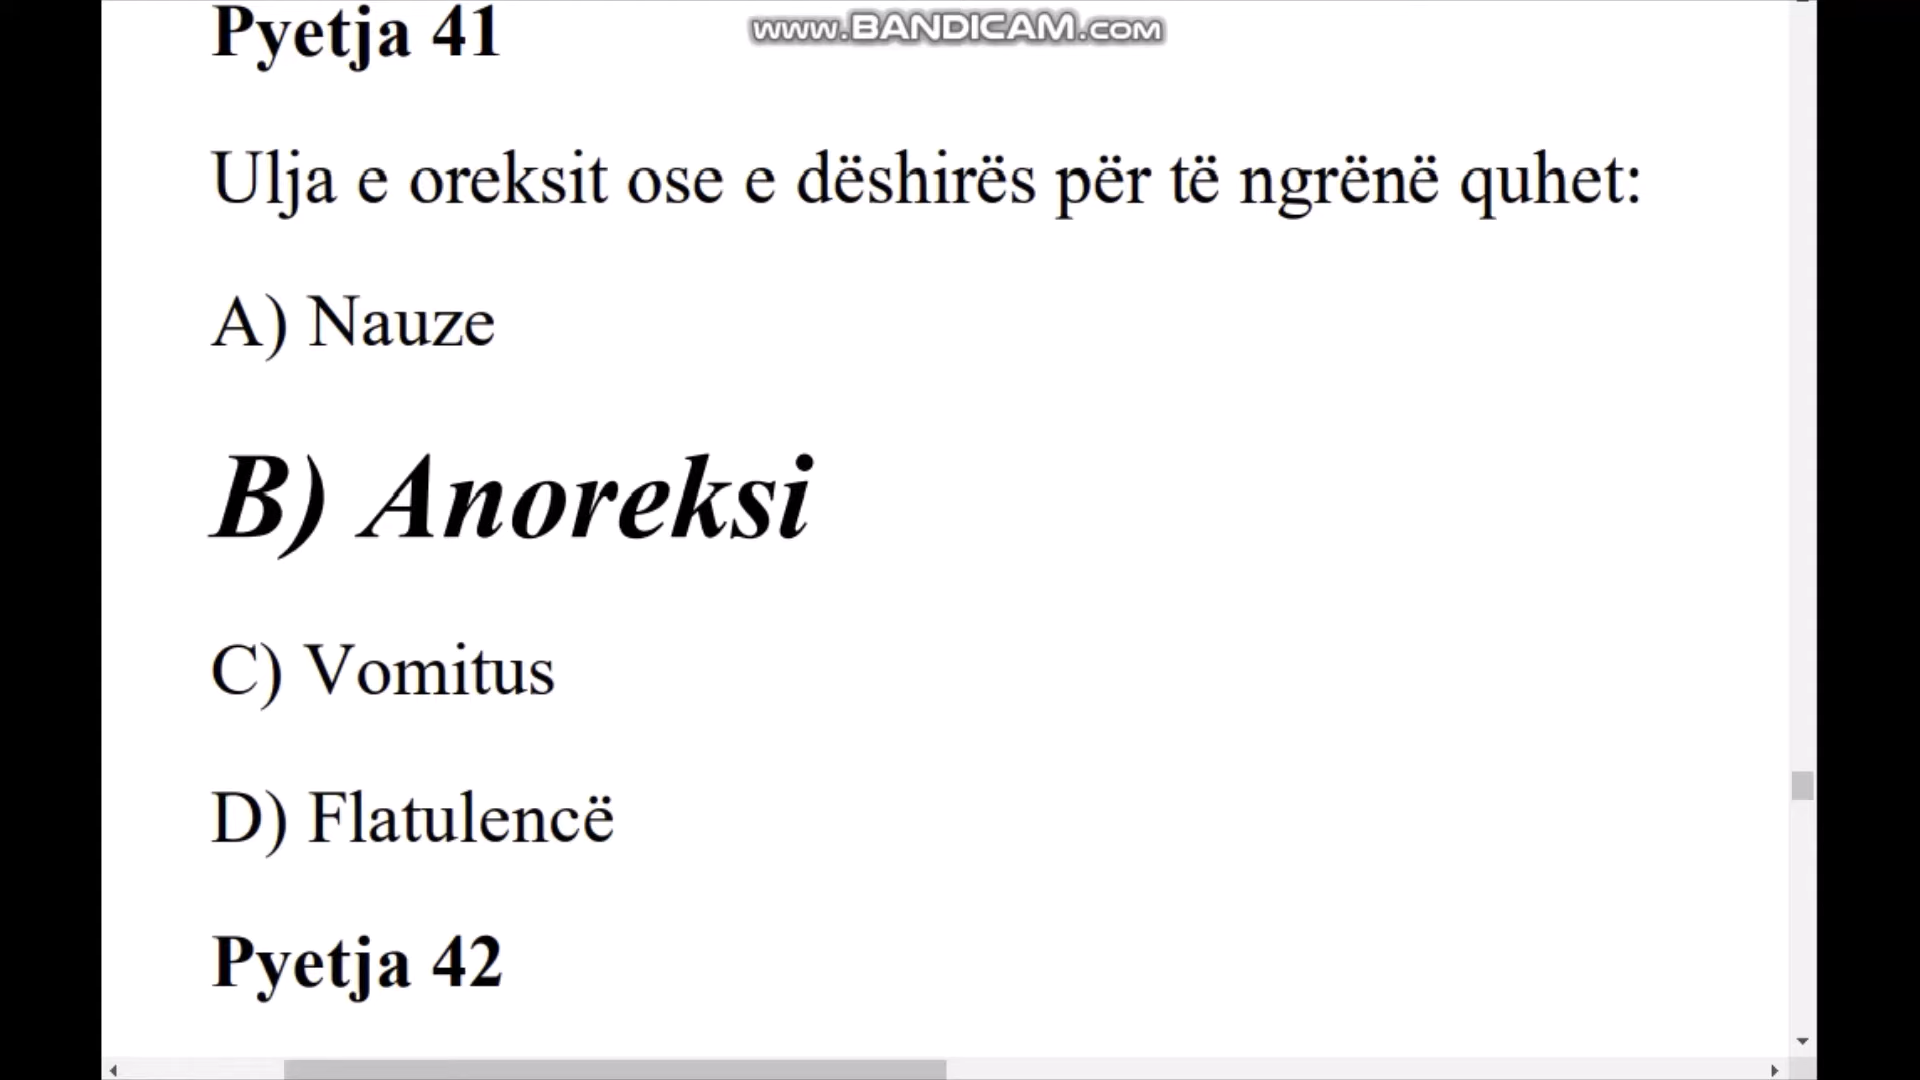 www.BANDICAM.com
Pyetja 41
Ulja e oreksit ose e dëshirës për të ngrënë quhet:
A) Nauze
B) Anoreksi
C) Vomitus
D) Flatulencë
Pyetja 42